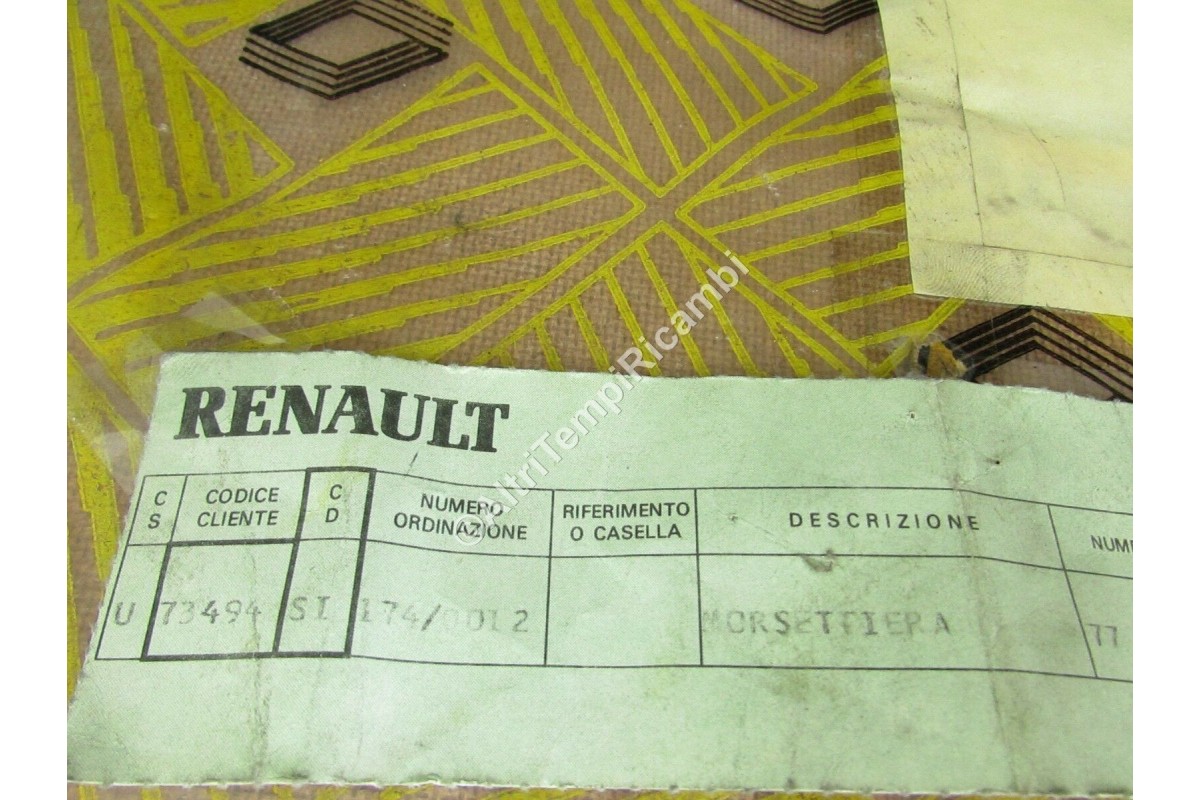 RENAULT
C S CODICE CLIENTE C D NUMERO ORDINAZIONE RIFERIMENTO O CASELLA DESCRIZIONE
U 73494 SI 174/0012 MORSETTIERA 77
©AltriTempiRicambi